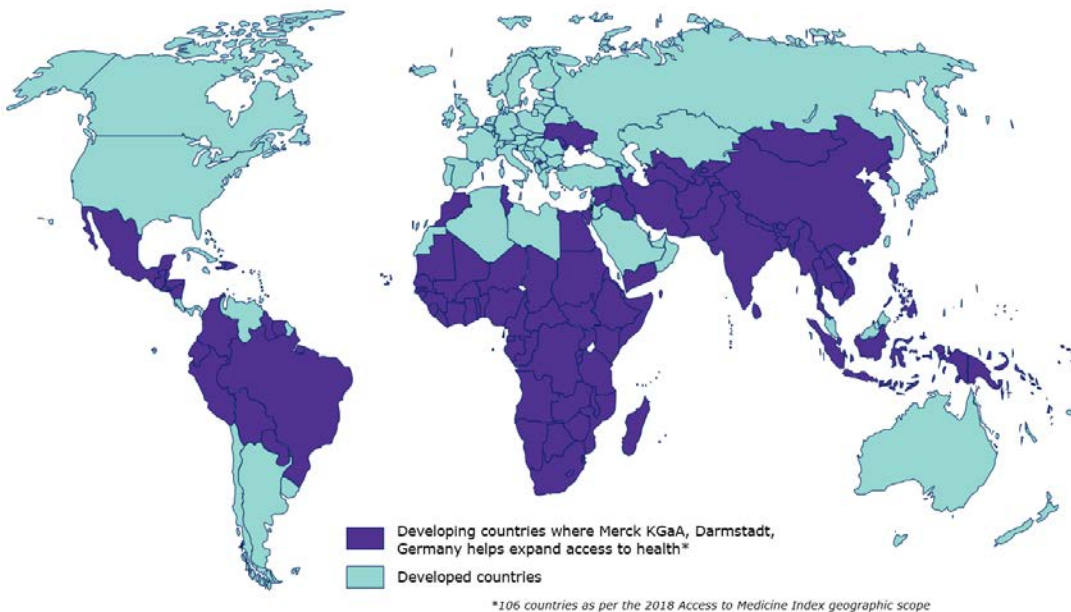 Developing countries where Merck KGaA, Darmstadt,
Germany helps expand access to health*
Developed countries
*106 countries as per the 2018 Access to Medicine Index geographic scope